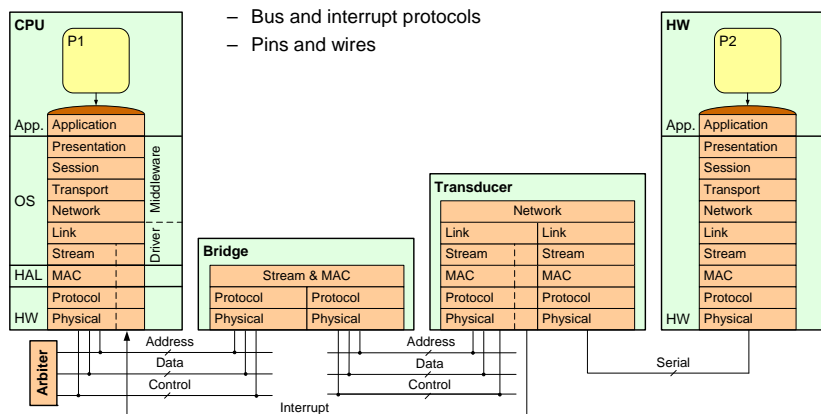 – Bus and interrupt protocols
– Pins and wires
CPU
P1
App.
Application
OS
Presentation
Session
Transport
Network
Link
Stream
Middleware
Driver
HAL
MAC
HW
Protocol
Physical
Bridge
Stream & MAC
Protocol
Protocol
Physical
Physical
Transducer
Network
Link
Link
Stream
Stream
MAC
MAC
Protocol
Protocol
Physical
Physical
HW
P2
App.
Application
Presentation
Session
Transport
Network
Link
Stream
MAC
Protocol
HW
Physical
Arbiter
Address
Data
Control
Address
Data
Control
Interrupt
Serial